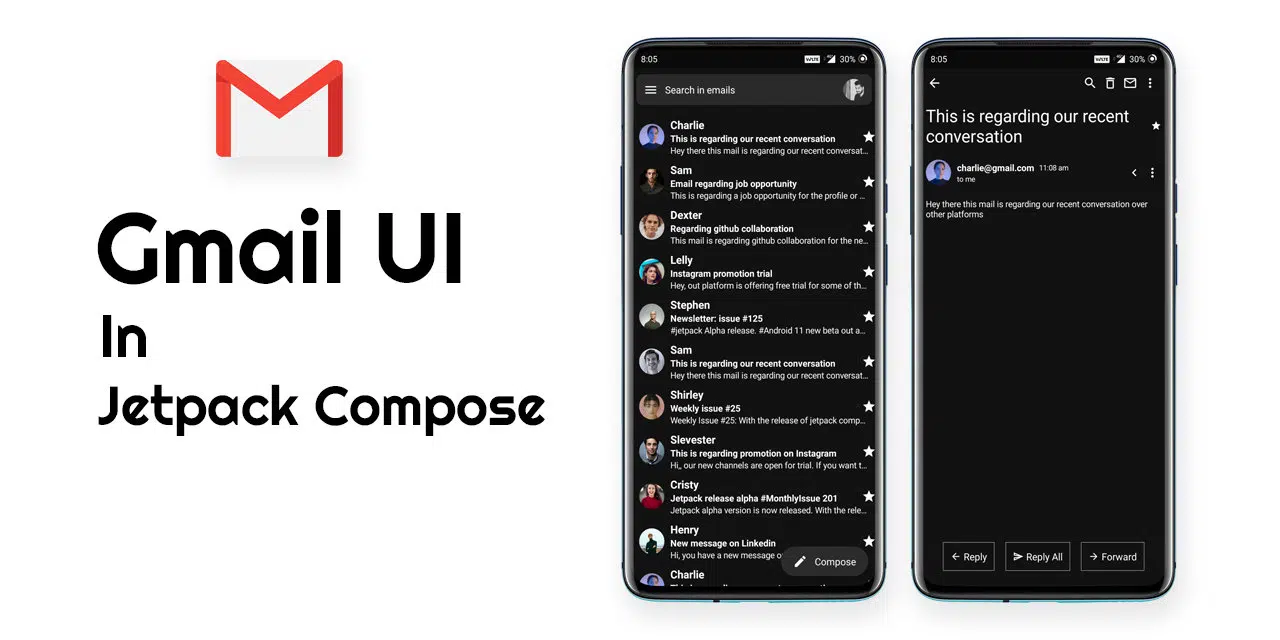 Gmail UI
In
Jetpack Compose
8:05
VoLTE
30%
Search in emails
Charlie
This is regarding our recent conversation
Hey there this mail is regarding our recent conversat...
Sam
Email regarding job opportunity
This is regarding a job opportunity for the profile or ...
Dexter
Regarding github collaboration
This mail is regarding github collaboration for the ne...
Lelly
Instagram promotion trial
Hey, out platform is offering free trial for some of th...
Stephen
Newsletter: issue #125
#jetpack Alpha release. #Android 11 new beta out a...
Sam
This is regarding our recent conversation
Hey there this mail is regarding our recent conversat...
Shirley
Weekly issue #25
Weekly Issue #25: With the release of jetpack comp...
Slevester
This is regarding promotion on Instagram
Hi,, our new channels are open for trial. If you want t...
Cristy
Jetpack release alpha #MonthlyIssue 201
Jetpack alpha version is now released. With the rele...
Henry
New message on Linkedin
Hi, you have a new message o
Compose
Charlie
8:05
VoLTE
30%
This is regarding our recent
conversation
charlie@gmail.com 11:08 am
to me
Hey there this mail is regarding our recent conversation over
other platforms
Reply
Reply All
Forward